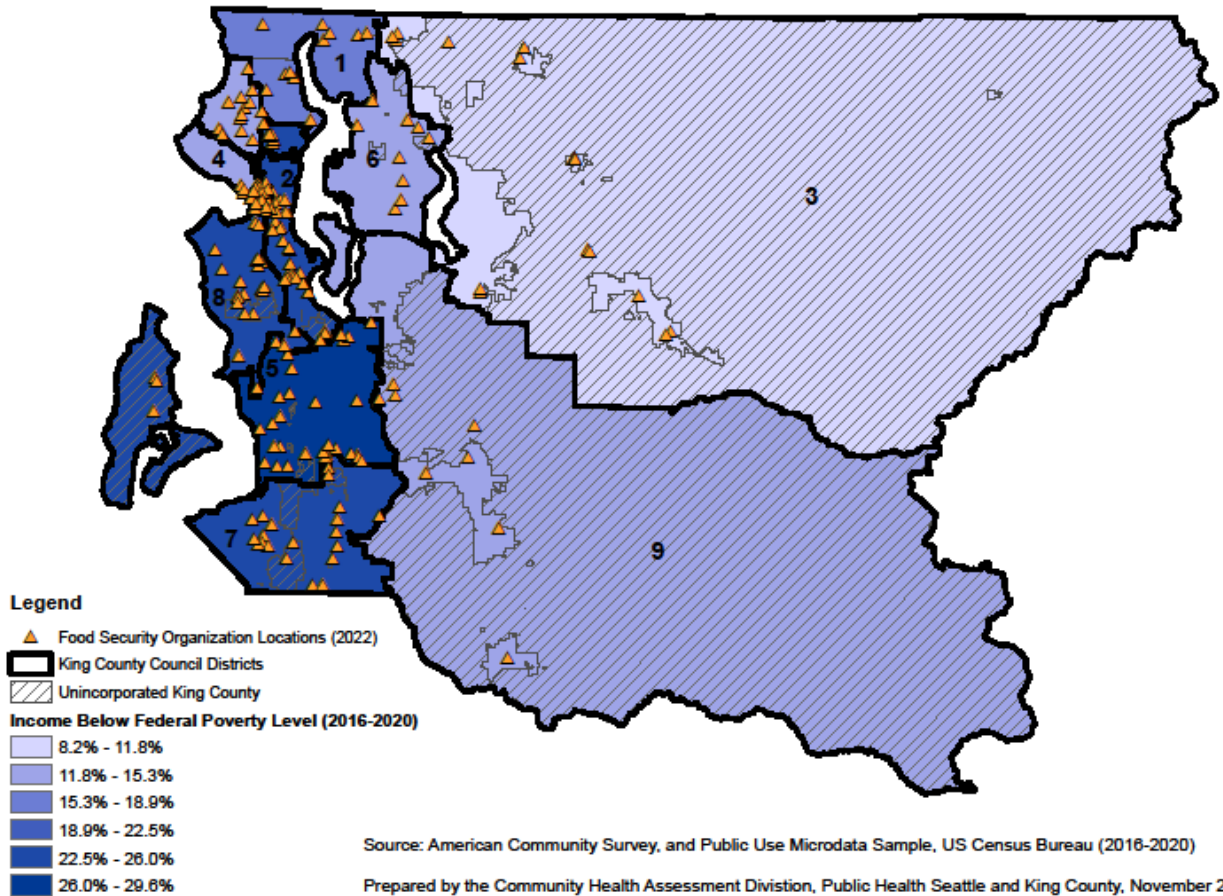 1
4
2
6
3
8
5
7
9
Legend
Food Security Organization Locations (2022)
King County Council Districts
Unincorporated King County
Income Below Federal Poverty Level (2016-2020)
8.2% - 11.8%
11.8% - 15.3%
15.3% - 18.9%
18.9% - 22.5%
22.5% - 26.0%
26.0% - 29.6%
Source: American Community Survey, and Public Use Microdata Sample, US Census Bureau (2016-2020)
Prepared by the Community Health Assessment Divistion, Public Health Seattle and King County, November 2